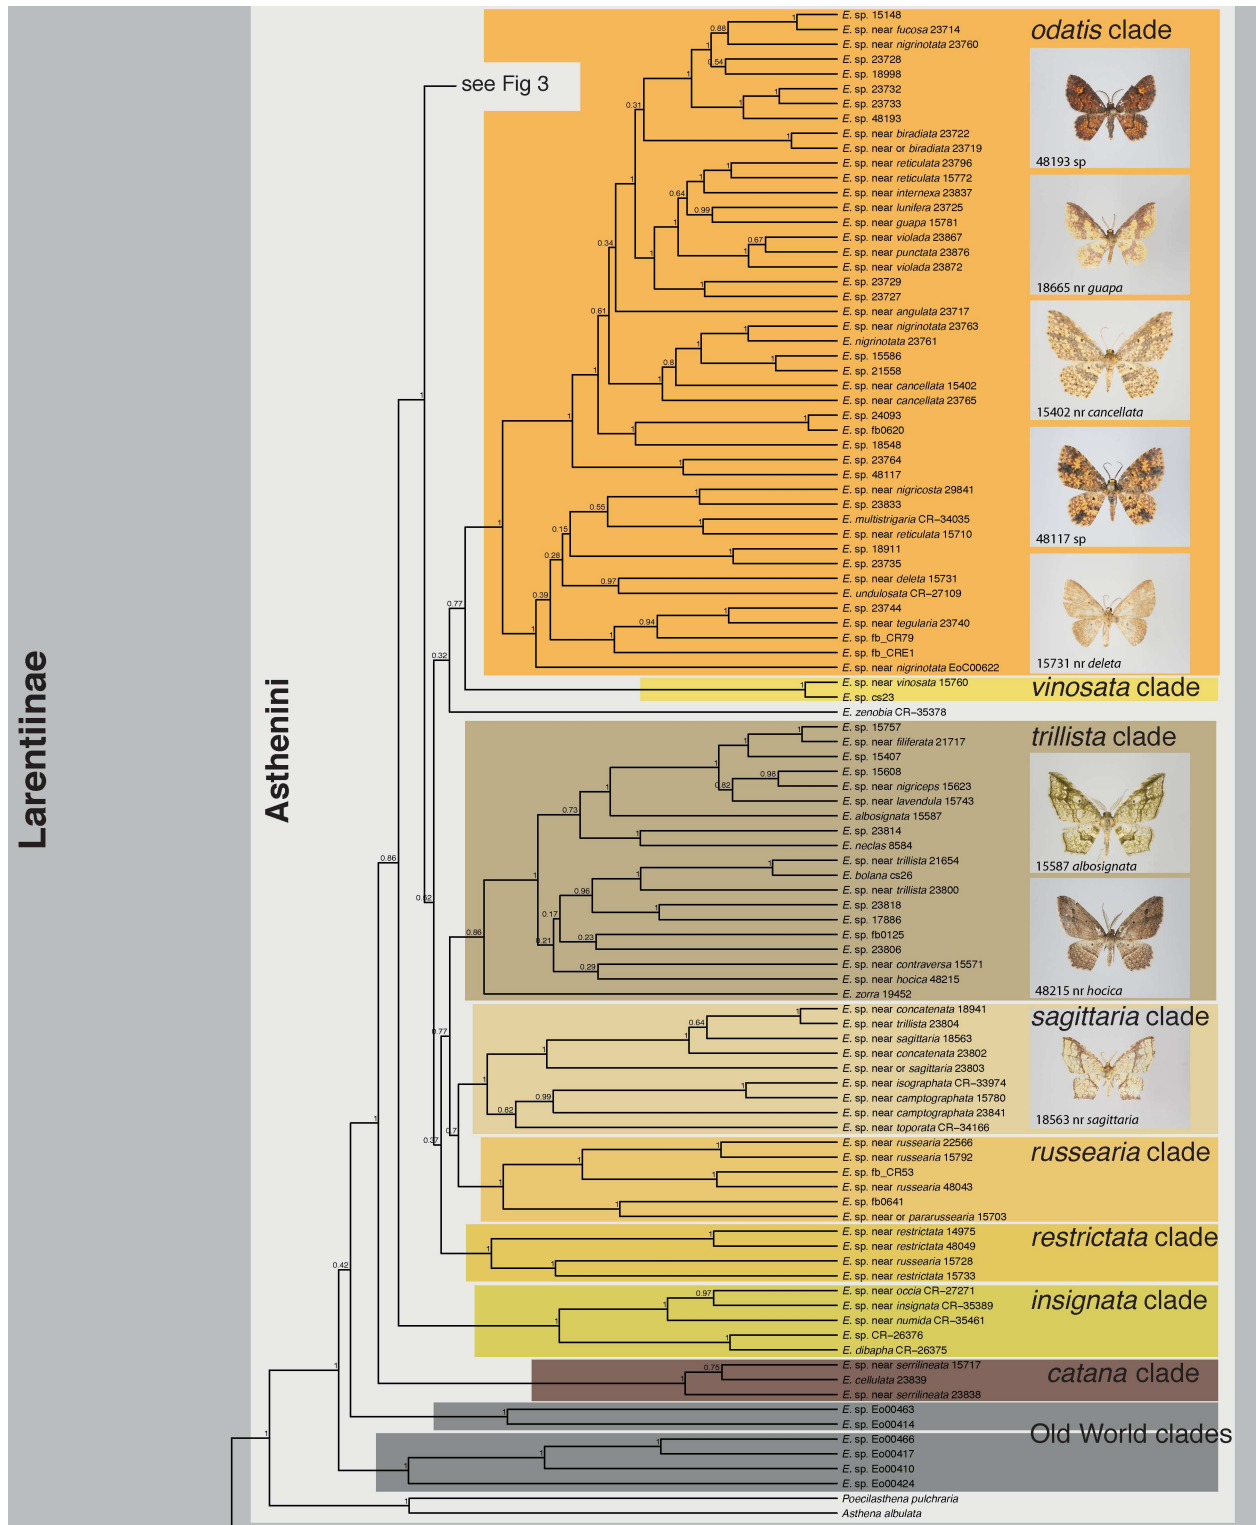 Larentiinae
Asthenini
see Fig 3
odatis clade
E. sp. 15148
E. sp. near fucosa 23714
E. sp. near nigrinotata 23760
E. sp. 23728
E. sp. 18998
E. sp. 23732
E. sp. 23733
E. sp. 48193
E. sp. near biradiata 23722
E. sp. near or biradiata 23719
E. sp. near reticulata 23796
E. sp. near reticulata 15772
E. sp. near internexa 23837
E. sp. near lunifera 23725
E. sp. near guapa 15781
E. sp. near violada 23867
E. sp. near punctata 23876
E. sp. near violada 23872
E. sp. 23729
E. sp. 23727
E. sp. near angulata 23717
E. sp. near nigrinotata 23763
E. nigrinotata 23761
E. sp. 15586
E. sp. 21558
E. sp. near cancellata 15402
E. sp. near cancellata 23765
E. sp. 24093
E. sp. fb0620
E. sp. 18548
E. sp. 23764
E. sp. 48117
E. sp. near nigricosta 29841
E. sp. 23833
E. multistrigaria CR–34035
E. sp. near reticulata 15710
E. sp. 18911
E. sp. 23735
E. sp. near deleta 15731
E. undulosata CR–27109
E. sp. 23744
E. sp. near tegularia 23740
E. sp. fb_CR79
E. sp. fb_CRE1
E. sp. near nigrinotata EoC00622
48193 sp
18665 nr guapa
15402 nr cancellata
48117 sp
15731 nr deleta
vinosata clade
E. sp. near vinosata 15760
E. sp. cs23
E. zenobia CR–35378
trillista clade
E. sp. 15757
E. sp. near filiferata 21717
E. sp. 15407
E. sp. 15608
E. sp. near nigriceps 15623
E. sp. near lavendula 15743
E. albosignata 15587
E. sp. 23814
E. neclas 8584
E. sp. near trillista 21654
E. bolana cs26
E. sp. near trillista 23800
E. sp. 23818
E. sp. 17886
E. sp. fb0125
E. sp. 23806
E. sp. near contraversa 15571
E. sp. near hocica 48215
E. zorra 19452
15587 albosignata
48215 nr hocica
sagittaria clade
E. sp. near concatenata 18941
E. sp. near trillista 23804
E. sp. near sagittaria 18563
E. sp. near concatenata 23802
E. sp. near or sagittaria 23803
E. sp. near isographata CR–33974
E. sp. near camptographata 15780
E. sp. near camptographata 23841
E. sp. near toporata CR–34166
18563 nr sagittaria
russearia clade
E. sp. near russearia 22566
E. sp. near russearia 15792
E. sp. fb_CR53
E. sp. near russearia 48043
E. sp. fb0641
E. sp. near or pararussearia 15703
restrictata clade
E. sp. near restrictata 14975
E. sp. near restrictata 48049
E. sp. near russearia 15728
E. sp. near restrictata 15733
insignata clade
E. sp. near occia CR–27271
E. sp. near insignata CR–35389
E. sp. near numida CR–35461
E. sp. CR–26376
E. dibapha CR–26375
catana clade
E. sp. near serrilineata 15717
E. cellulata 23839
E. sp. near serrilineata 23838
Old World clades
E. sp. Eo00463
E. sp. Eo00414
E. sp. Eo00466
E. sp. Eo00417
E. sp. Eo00410
E. sp. Eo00424
Poecilasthena pulchraria
Asthena albulata